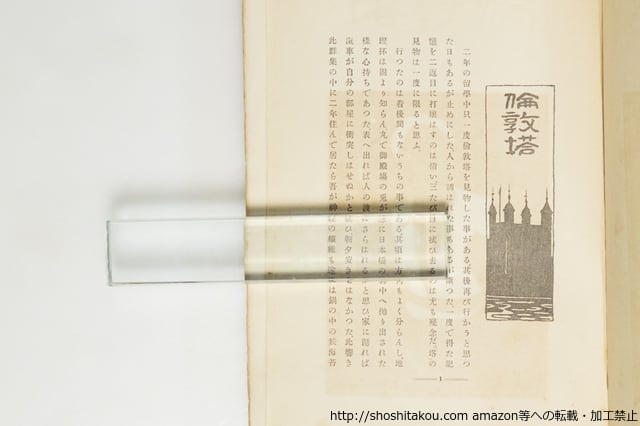 倫敦塔
二年の留學中只一度倫敦塔を見物した事がある其後再び行かうと思つ
た日もあるが止めにした人から誘はれた事もあるが斷つた、一度で得た記
憶を二返目に打壞はすのは惜い三たび目に拭ひ去るのは尤も殘念だ「塔」の
見物は一度に限ると思ふ。
行つたのは着後間もないうちの事である其頃は方角もよく分らんし、地
理抔は固より知らん丸で御殿場の兎が急に日本橋の眞中へ抛り出された
樣な心持ちであつた、表へ出れば人の波にさらはれるかと思ひ家に歸れば
汽車が自分の部屋に衝突しはせぬかと疑ひ朝夕安き心はなかつた、此響き
此群集の中に二年住んで居たら吾が神經の纖維も遂には鍋の中の麩海苔
1
http://shoshitakou.com amazon等への転載・加工禁止